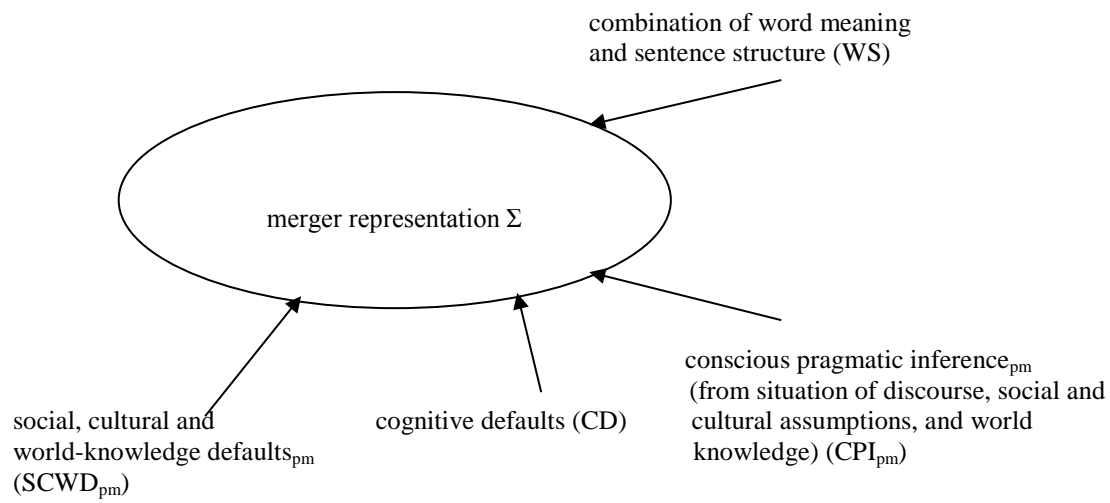 combination of word meaning
and sentence structure (WS)
merger representation Σ
social, cultural and
world-knowledge defaultspm
(SCWDpm)
cognitive defaults (CD)
conscious pragmatic inferencepm
(from situation of discourse, social and
cultural assumptions, and world
knowledge) (CPIpm)